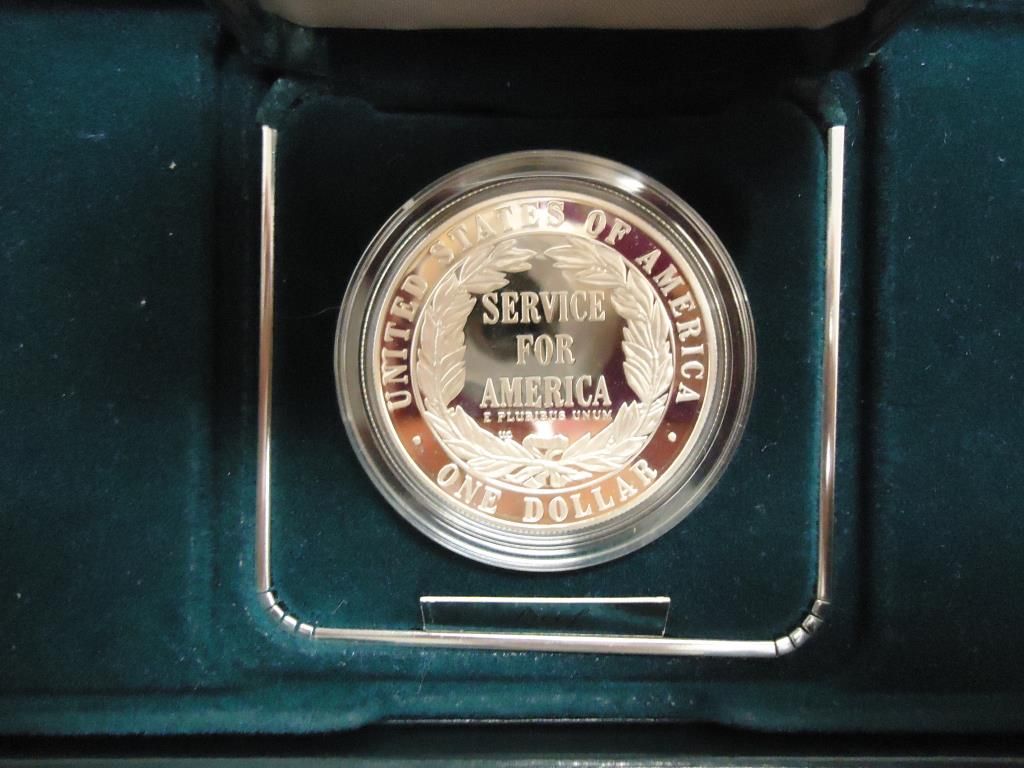 UNITED STATES OF AMERICA
SERVICE
FOR
AMERICA
E PLURIBUS UNUM
• ONE DOLLAR •